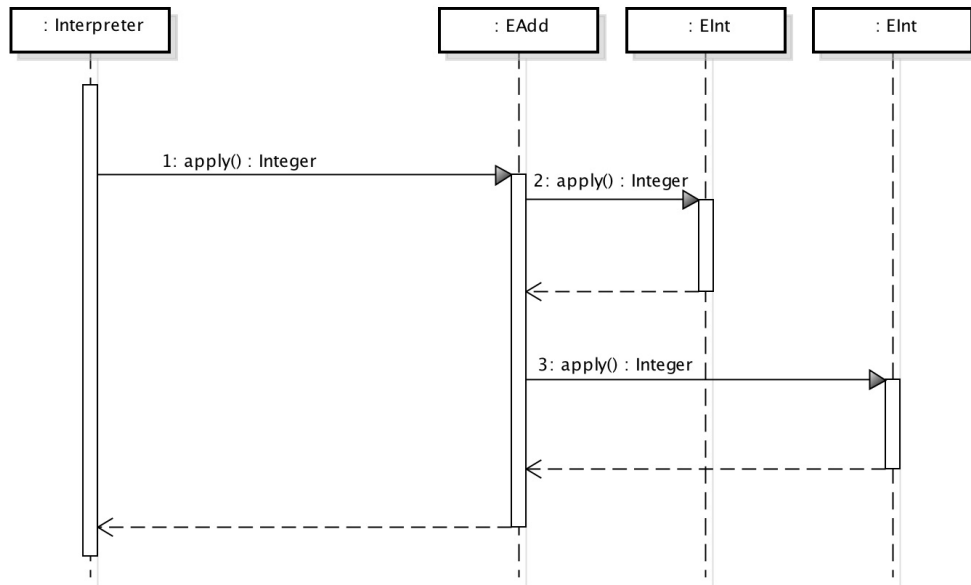 : Interpreter
: EAdd
: EInt
: EInt
1: apply() : Integer
2: apply() : Integer
3: apply() : Integer